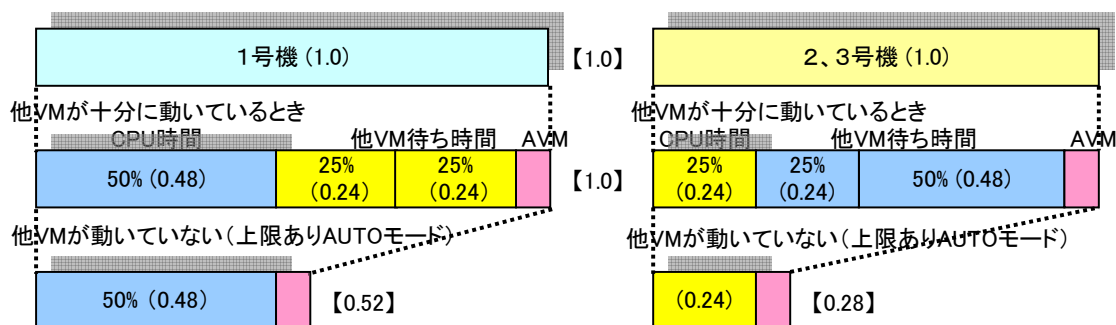 1号機 (1.0)
【1.0】
他VMが十分に動いているとき
CPU時間
他VM待ち時間
AVM
50% (0.48)
25%
(0.24)
25%
(0.24)
【1.0】
他VMが動いていない(上限ありAUTOモード)
50% (0.48)
【0.52】
2、3号機 (1.0)
他VMが十分に動いているとき
CPU時間
他VM待ち時間
AVM
25%
(0.24)
25%
(0.24)
50% (0.48)
他VMが動いていない(上限ありAUTOモード)
(0.24)
【0.28】